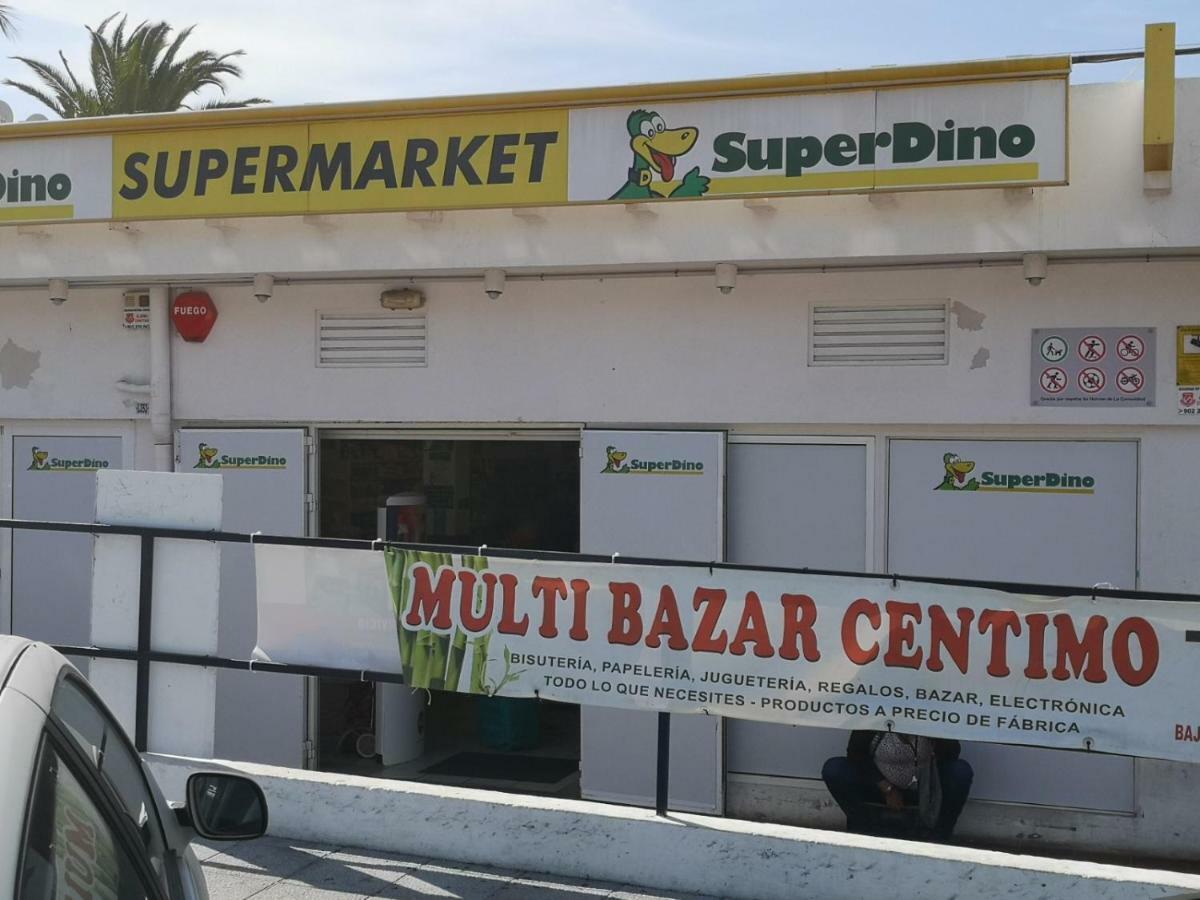 Dino
SUPERMARKET
SuperDino
FUEGO
SuperDino
SuperDino
SuperDino
SuperDino
MULTI BAZAR CENTIMO -
BISUTERÍA, PAPELERÍA, JUGUETERÍA, REGALOS, BAZAR, ELECTRÓNICA
TODO LO QUE NECESITES - PRODUCTOS A PRECIO DE FÁBRICA
BAJ
MUL